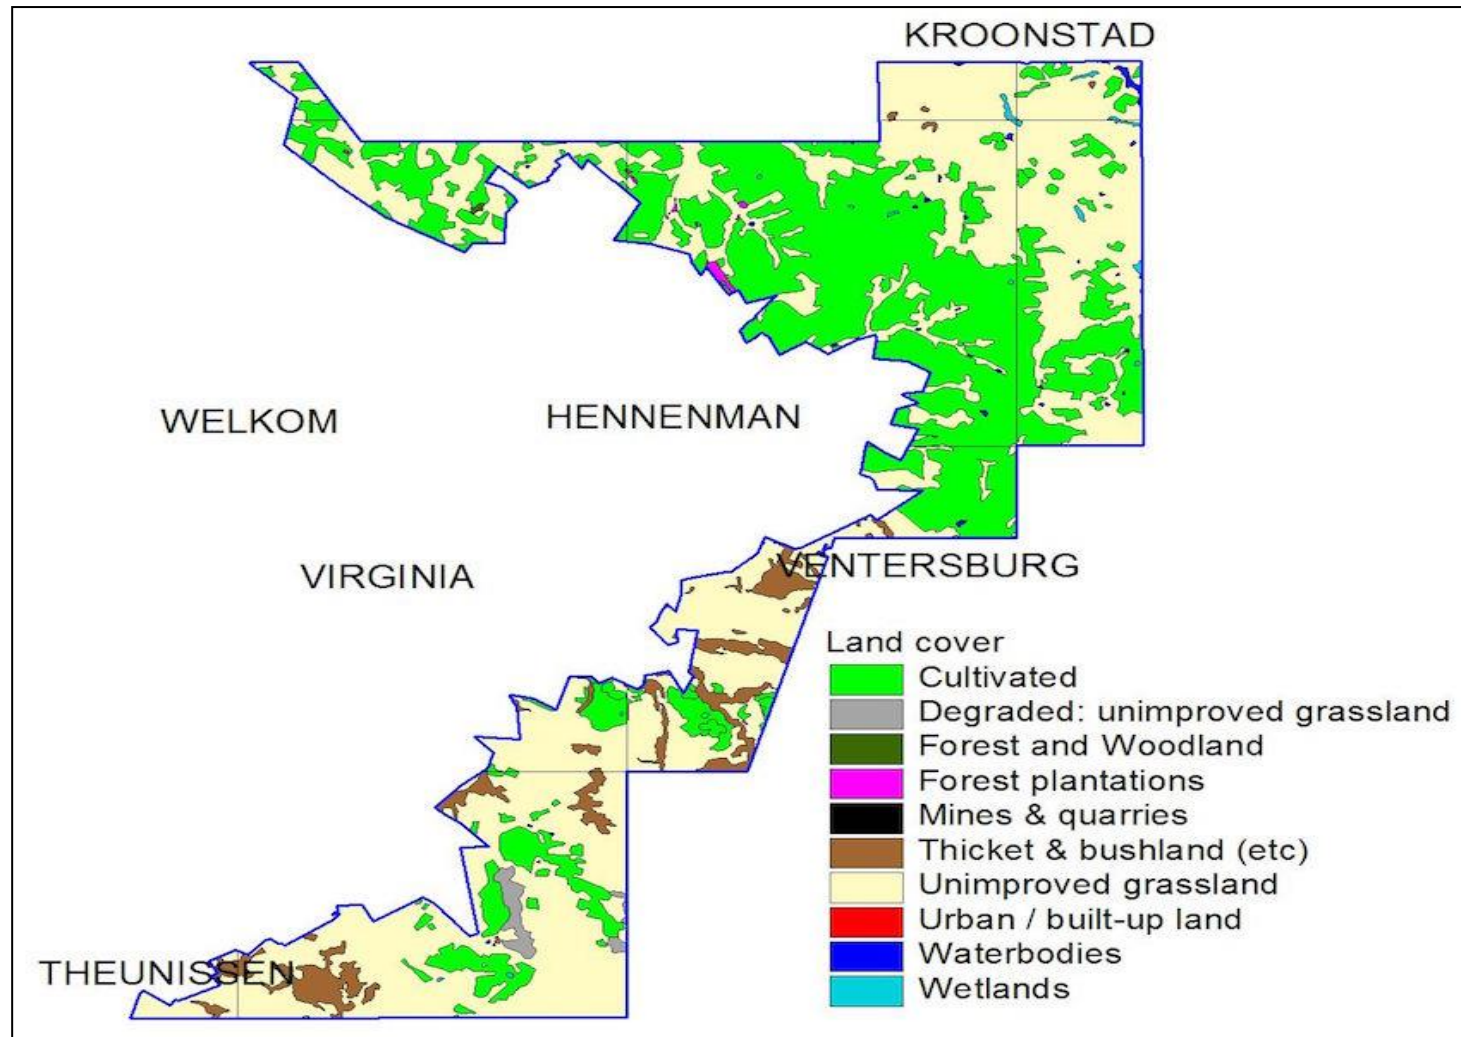 KROONSTAD
WELKOM
HENNENMAN
VIRGINIA
VENTERSBURG
THEUNISSEN
Land cover
Cultivated
Degraded: unimproved grassland
Forest and Woodland
Forest plantations
Mines & quarries
Thicket & bushland (etc)
Unimproved grassland
Urban / built-up land
Waterbodies
Wetlands